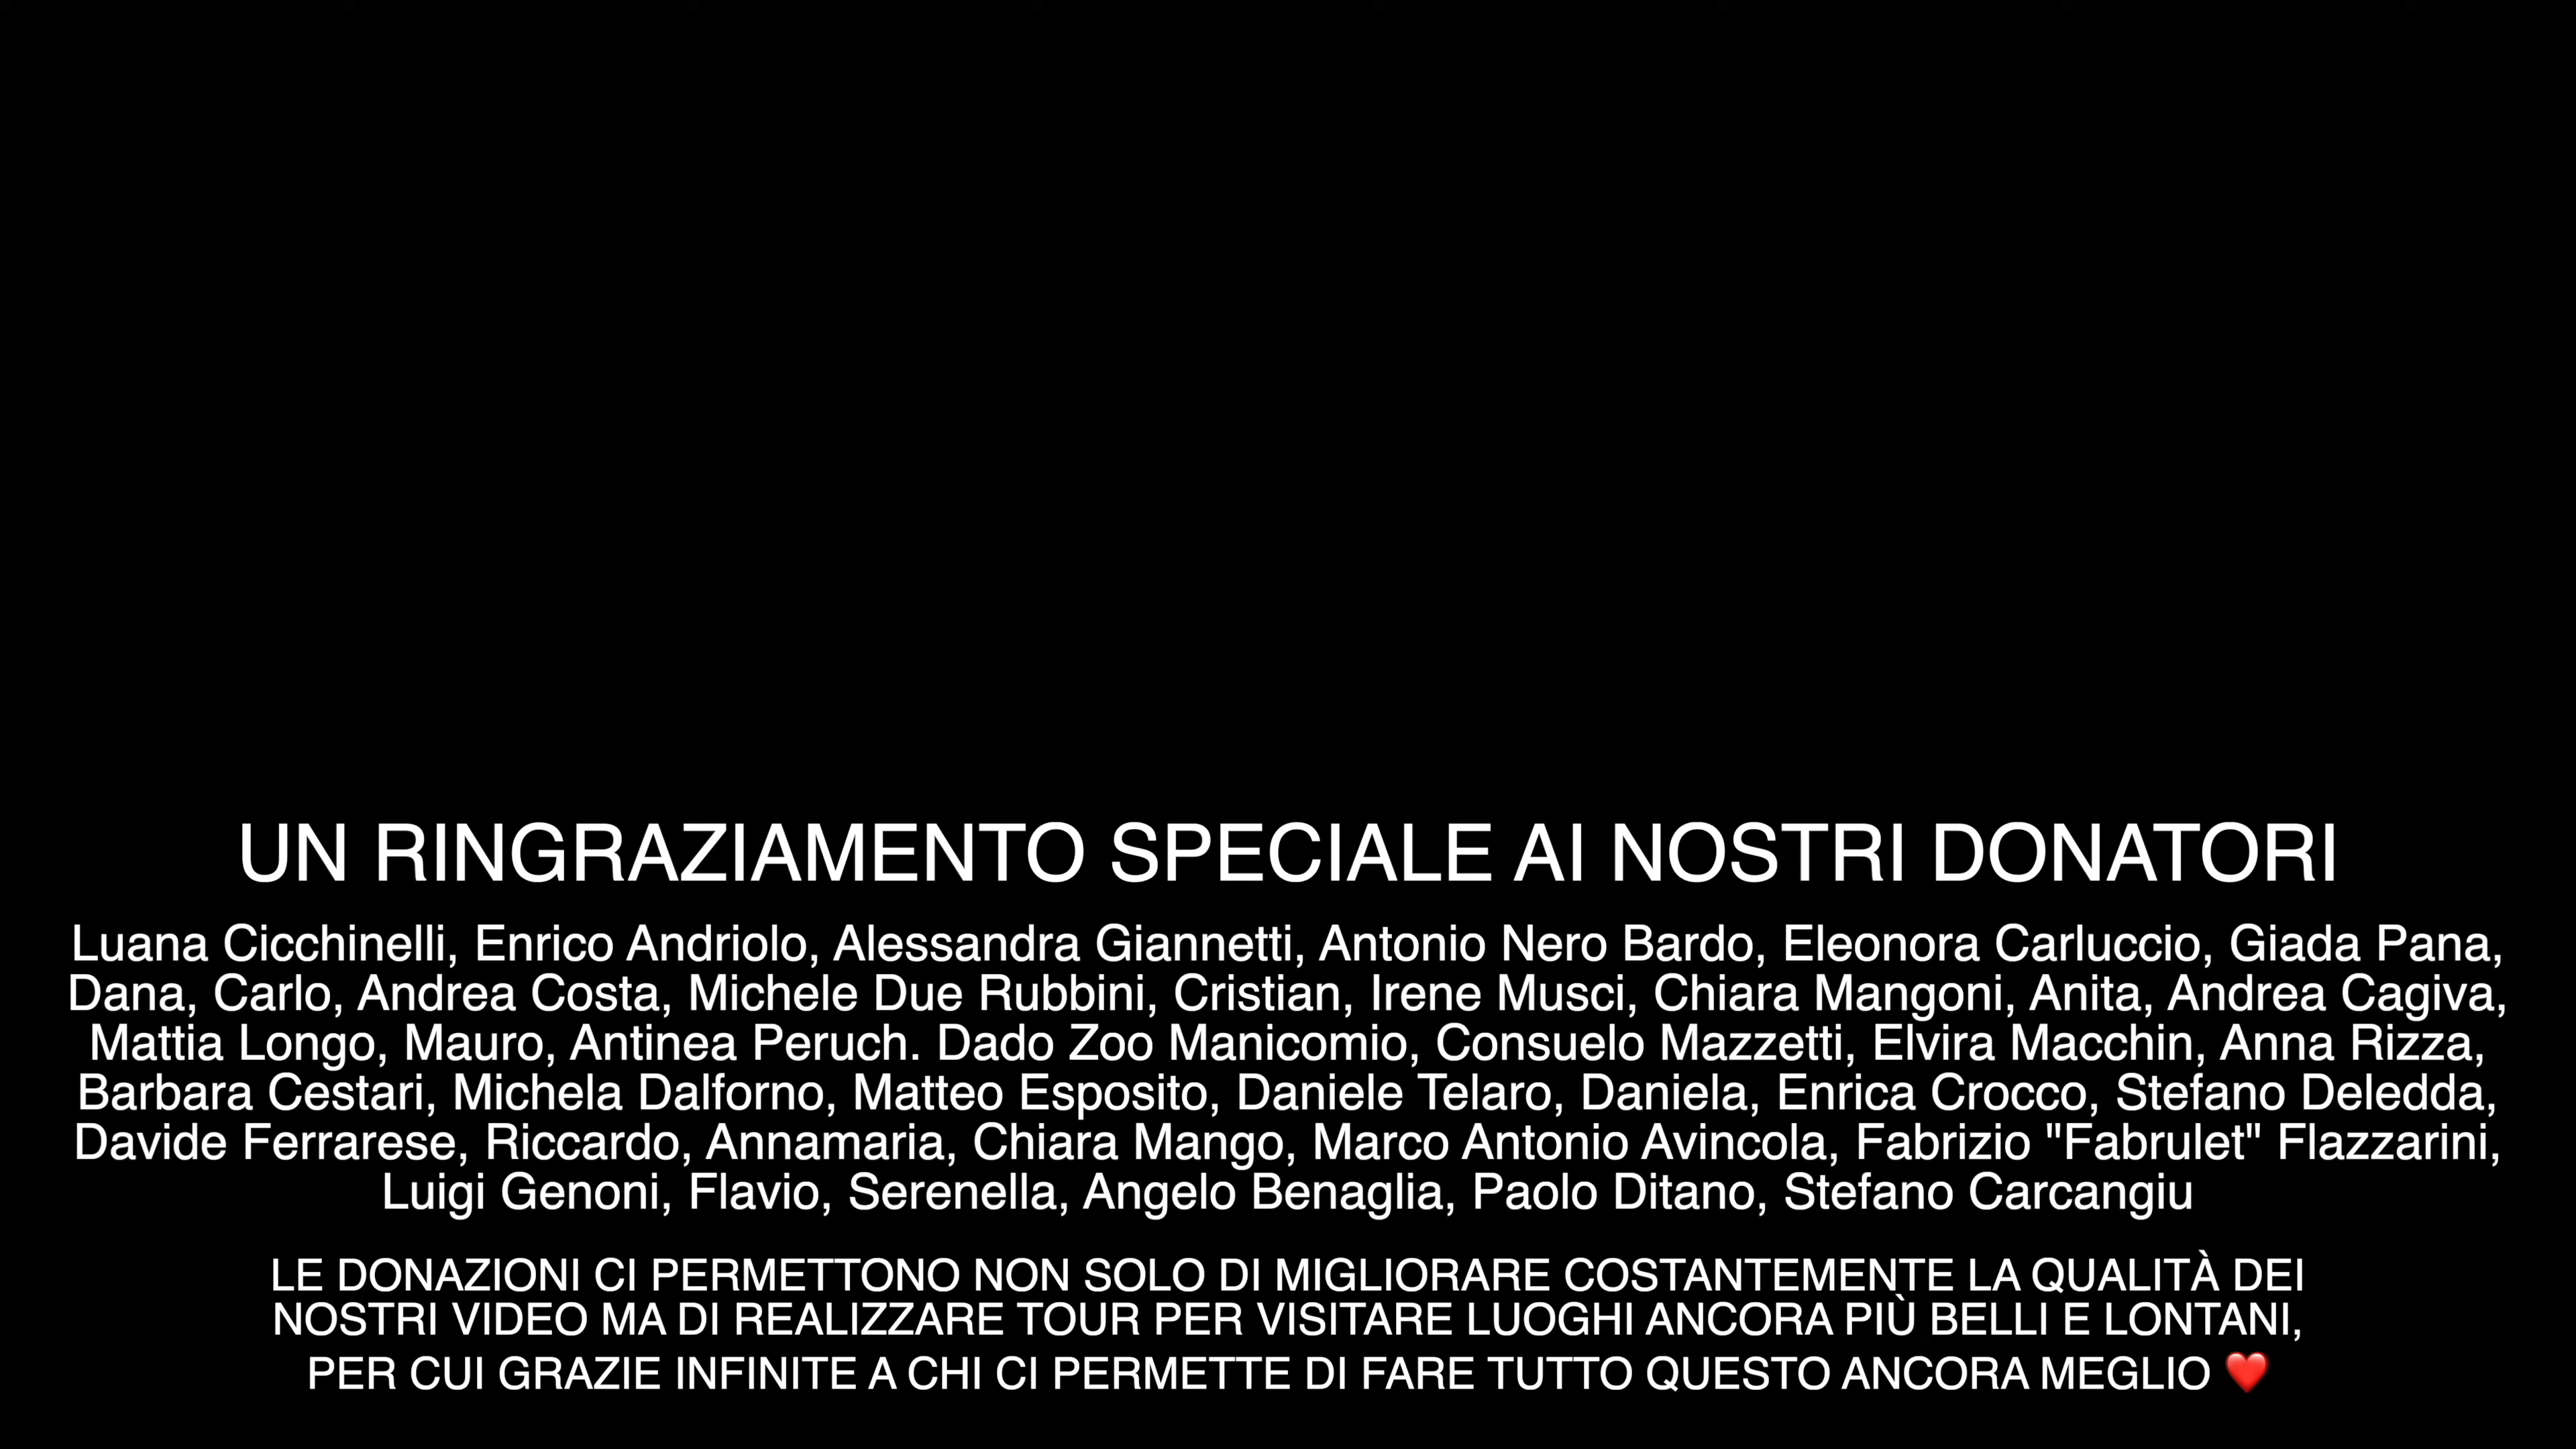 UN RINGRAZIAMENTO SPECIALE AI NOSTRI DONATORI
Luana Cicchinelli, Enrico Andriolo, Alessandra Giannetti, Antonio Nero Bardo, Eleonora Carluccio, Giada Pana,
Dana, Carlo, Andrea Costa, Michele Due Rubbini, Cristian, Irene Musci, Chiara Mangoni, Anita, Andrea Cagiva,
Mattia Longo, Mauro, Antinea Peruch. Dado Zoo Manicomio, Consuelo Mazzetti, Elvira Macchin, Anna Rizza,
Barbara Cestari, Michela Dalforno, Matteo Esposito, Daniele Telaro, Daniela, Enrica Crocco, Stefano Deledda,
Davide Ferrarese, Riccardo, Annamaria, Chiara Mango, Marco Antonio Avincola, Fabrizio "Fabrulet" Flazzarini,
Luigi Genoni, Flavio, Serenella, Angelo Benaglia, Paolo Ditano, Stefano Carcangiu
LE DONAZIONI CI PERMETTONO NON SOLO DI MIGLIORARE COSTANTEMENTE LA QUALITÀ DEI
NOSTRI VIDEO MA DI REALIZZARE TOUR PER VISITARE LUOGHI ANCORA PIÙ BELLI E LONTANI,
PER CUI GRAZIE INFINITE A CHI CI PERMETTE DI FARE TUTTO QUESTO ANCORA MEGLIO ❤️